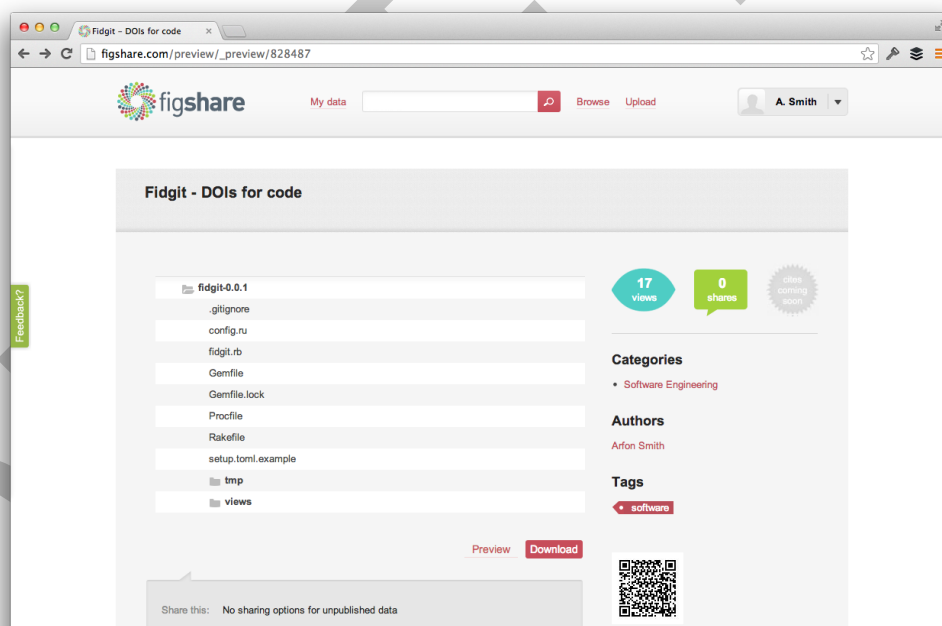 Fidgit - DOIs for code
figshare.com/preview/_preview/828487
figshare
My data
Browse
Upload
A. Smith
Fidgit - DOIs for code
Feedback?
fidgit-0.0.1
.gitignore
config.ru
fidgit.rb
Gemfile
Gemfile.lock
Procfile
Rakefile
setup.toml.example
tmp
views
Preview
Download
Share this: No sharing options for unpublished data
17
views
0
shares
cites
coming
soon
Categories
Software Engineering
Authors
Arfon Smith
Tags
software